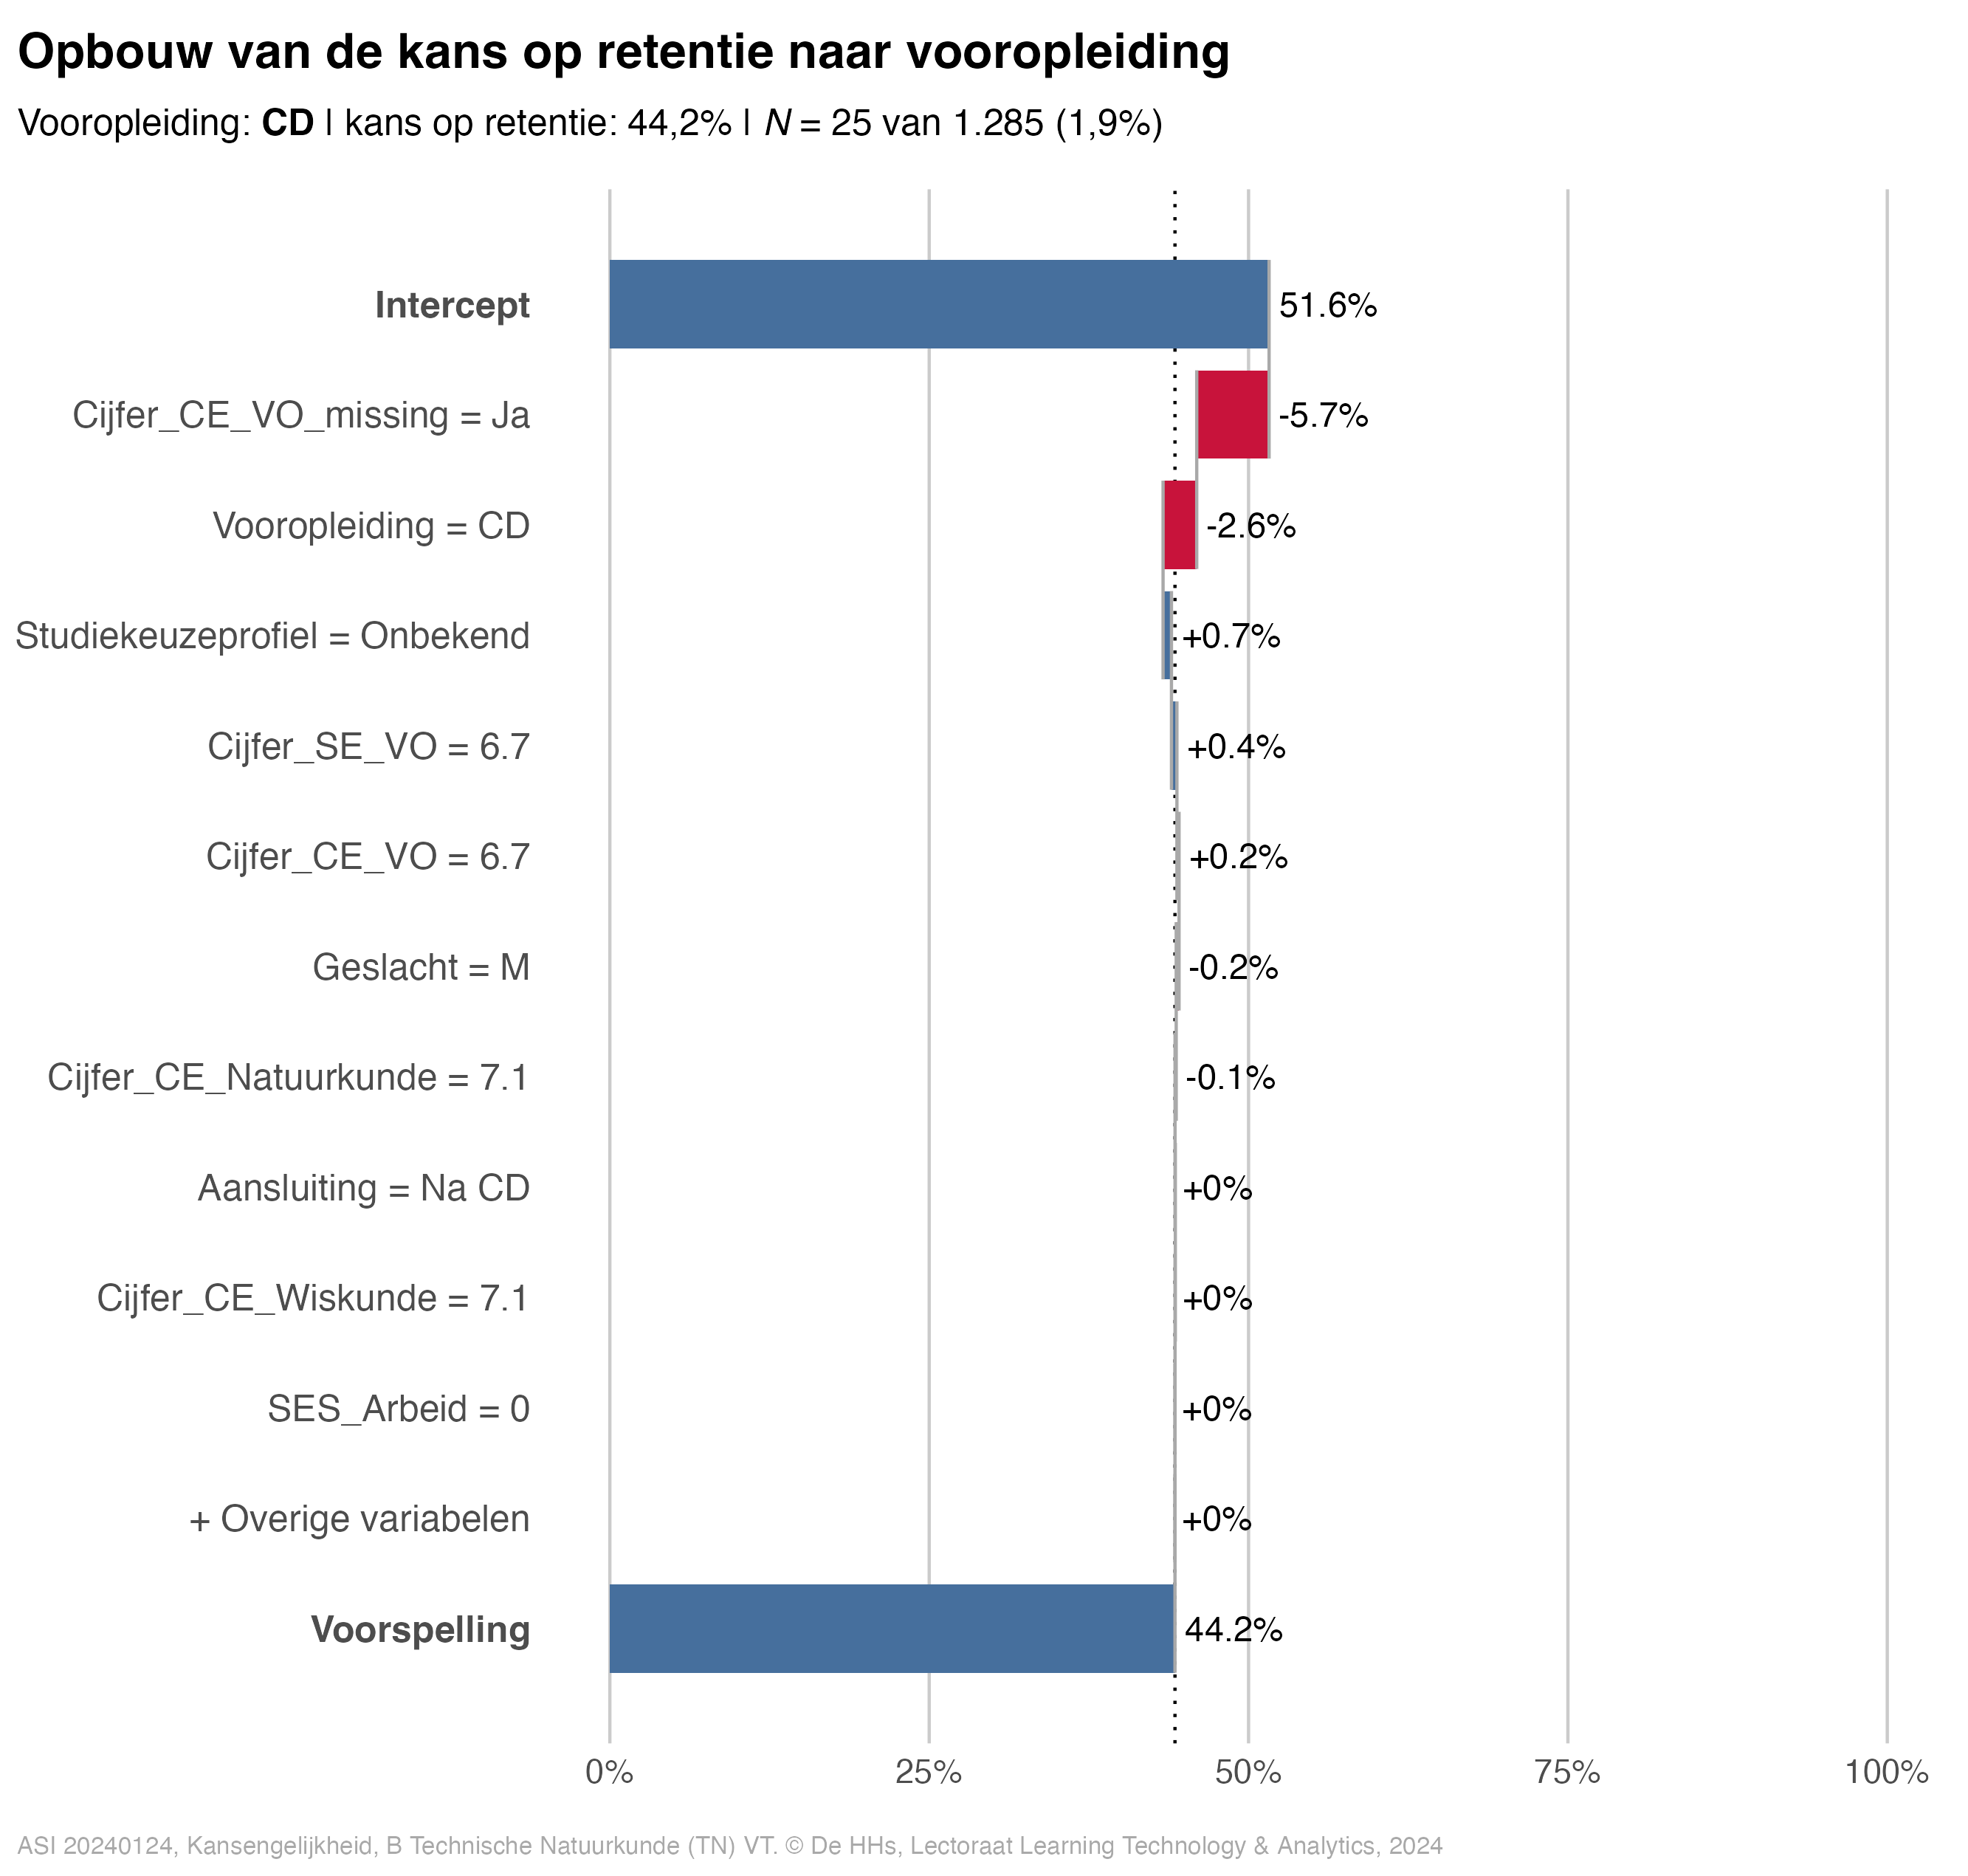 Opbouw van de kans op retentie naar vooropleiding
Vooropleiding: CD | kans op retentie: 44,2% | N = 25 van 1.285 (1,9%)
Intercept 51.6%
Cijfer_CE_VO_missing = Ja -5.7%
Vooropleiding = CD -2.6%
Studiekeuzeprofiel = Onbekend +0.7%
Cijfer_SE_VO = 6.7 +0.4%
Cijfer_CE_VO = 6.7 +0.2%
Geslacht = M -0.2%
Cijfer_CE_Natuurkunde = 7.1 -0.1%
Aansluiting = Na CD +0%
Cijfer_CE_Wiskunde = 7.1 +0%
SES_Arbeid = 0 +0%
+ Overige variabelen +0%
Voorspelling 44.2%
0% 25% 50% 75% 100%
ASI 20240124, Kansengelijkheid, B Technische Natuurkunde (TN) VT. © De HHs, Lectoraat Learning Technology & Analytics, 2024